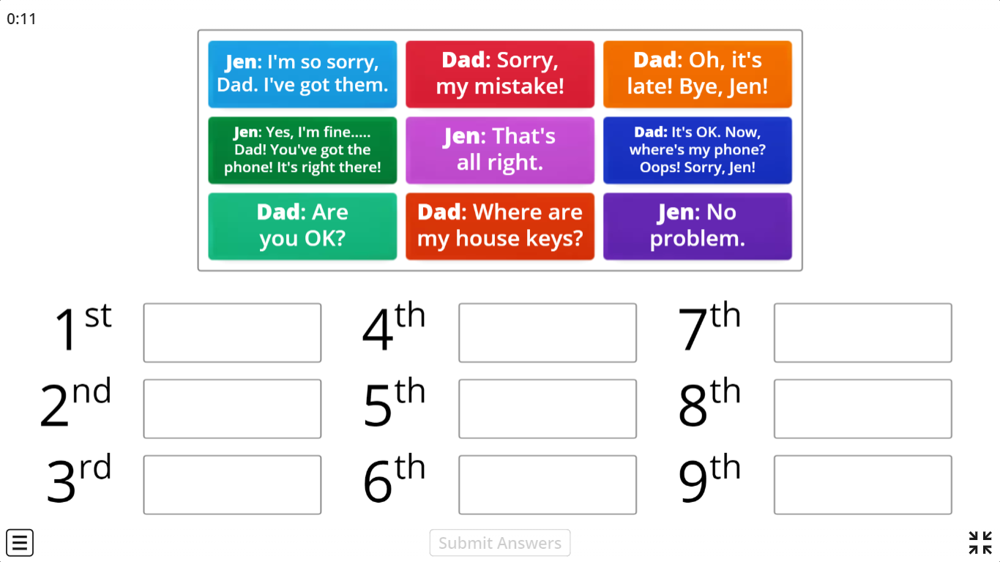 0:11
Jen: I'm so sorry,
Dad. I've got them.
Dad: Sorry,
my mistake!
Dad: Oh, it's
late! Bye, Jen!
Jen: Yes, I'm fine.....
Dad! You've got the
phone! It's right there!
Jen: That's
all right.
Dad: It's OK. Now,
where's my phone?
Oops! Sorry, Jen!
Dad: Are
you OK?
Dad: Where are
my house keys?
Jen: No
problem.
1st
2nd
3rd
4th
5th
6th
7th
8th
9th
Submit Answers